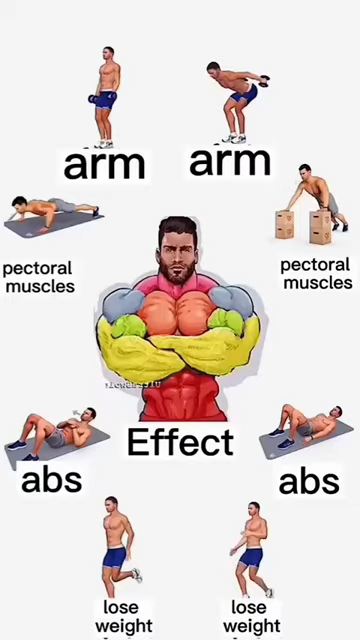 arm
arm
pectoral
muscles
pectoral
muscles
Effect
abs
abs
lose
weight
lose
weight